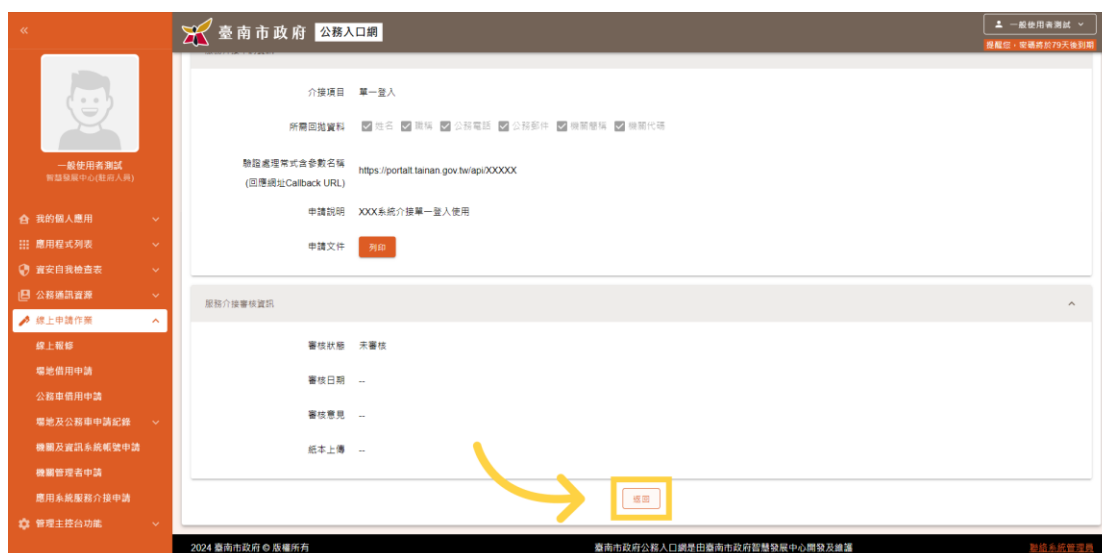 臺南市政府 公務入口網
一般使用者測試
提醒您，密碼將於79天後到期
一般使用者測試
智慧發展中心(駐府人員)
我的個人應用
應用程式列表
資安自我檢查表
公務通訊資源
線上申請作業
線上報修
場地借用申請
公務車借用申請
場地及公務車申請紀錄
機關及資訊系統帳號申請
機關管理者申請
應用系統服務介接申請
管理主控台功能
介接項目 單一登入
所需回拋資料 姓名 職稱 公務電話 公務郵件 機關簡稱 機關代碼
驗證處理常式含參數名稱
(回應網址Callback URL)
https://portalt.tainan.gov.tw/api/XXXXX
申請說明 XXX系統介接單一登入使用
申請文件 列印
服務介接審核資訊
審核狀態 未審核
審核日期 --
審核意見 --
紙本上傳 --
返回
2024 臺南市政府 © 版權所有
臺南市政府公務入口網是由臺南市政府智慧發展中心開發及維護
聯絡系統管理員